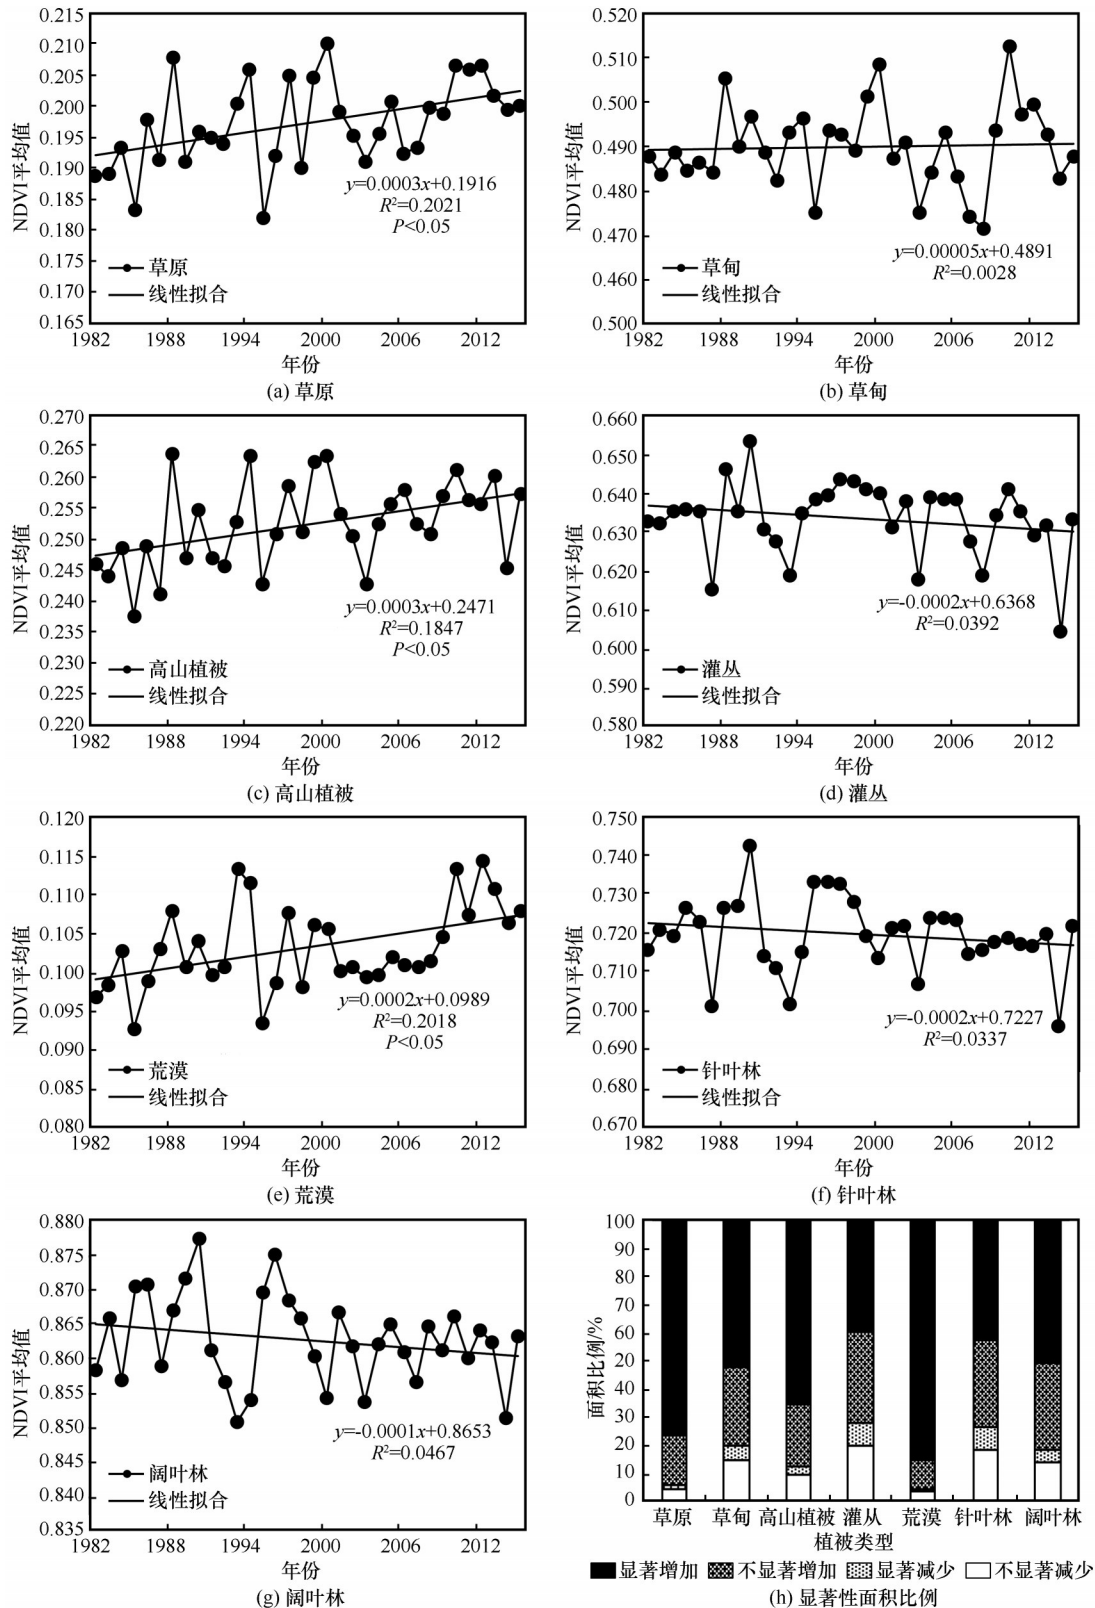 0.215
0.210
0.205
0.200
0.195
0.190
0.185
0.180
0.175
0.170
0.165
NDVI平均值
y=0.0003x+0.1916
R²=0.2021
P<0.05
草原
线性拟合
1982 1988 1994 2000 2006 2012
年份
(a) 草原
0.520
0.510
0.500
0.490
0.480
0.470
0.460
0.500
NDVI平均值
y=0.00005x+0.4891
R²=0.0028
草甸
线性拟合
1982 1988 1994 2000 2006 2012
年份
(b) 草甸
0.270
0.265
0.260
0.255
0.250
0.245
0.240
0.235
0.230
0.225
0.220
NDVI平均值
y=0.0003x+0.2471
R²=0.1847
P<0.05
高山植被
线性拟合
1982 1988 1994 2000 2006 2012
年份
(c) 高山植被
0.660
0.650
0.640
0.630
0.620
0.610
0.600
0.590
0.580
NDVI平均值
y=-0.0002x+0.6368
R²=0.0392
灌丛
线性拟合
1982 1988 1994 2000 2006 2012
年份
(d) 灌丛
0.120
0.115
0.110
0.105
0.100
0.095
0.090
0.085
0.080
NDVI平均值
y=0.0002x+0.0989
R²=0.2018
P<0.05
荒漠
线性拟合
1982 1988 1994 2000 2006 2012
年份
(e) 荒漠
0.750
0.730
0.720
0.710
0.700
0.690
0.680
0.670
NDVI平均值
y=-0.0002x+0.7227
R²=0.0337
针叶林
线性拟合
1982 1988 1994 2000 2006 2012
年份
(f) 针叶林
0.880
0.875
0.870
0.865
0.860
0.855
0.850
0.845
0.845
0.840
0.835
NDVI平均值
y=-0.0001x+0.8653
R²=0.0467
阔叶林
线性拟合
1982 1988 1994 2000 2006 2012
年份
(g) 阔叶林
100
90
80
70
60
20
40
30
20
10
0
面积比例/%
草原 草甸 高山植被 灌丛 荒漠 针叶林 阔叶林
植被类型
显著增加 不显著增加 显著减少 不显著减少
(h) 显著性面积比例